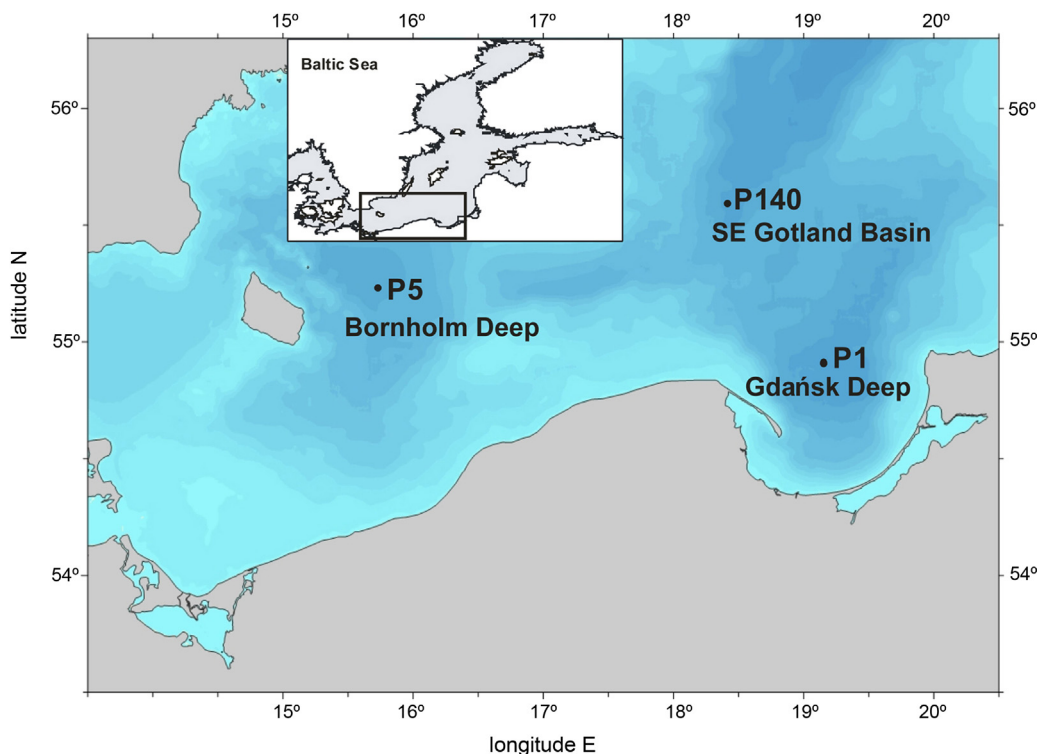 15º 16º 17º 18º 19º 20º
Baltic Sea
56º 56º
P140
SE Gotland Basin
P5
Bornholm Deep
latitude N
55º 55º
P1
Gdańsk Deep
54º 54º
15º 16º 17º 18º 19º 20º
longitude E